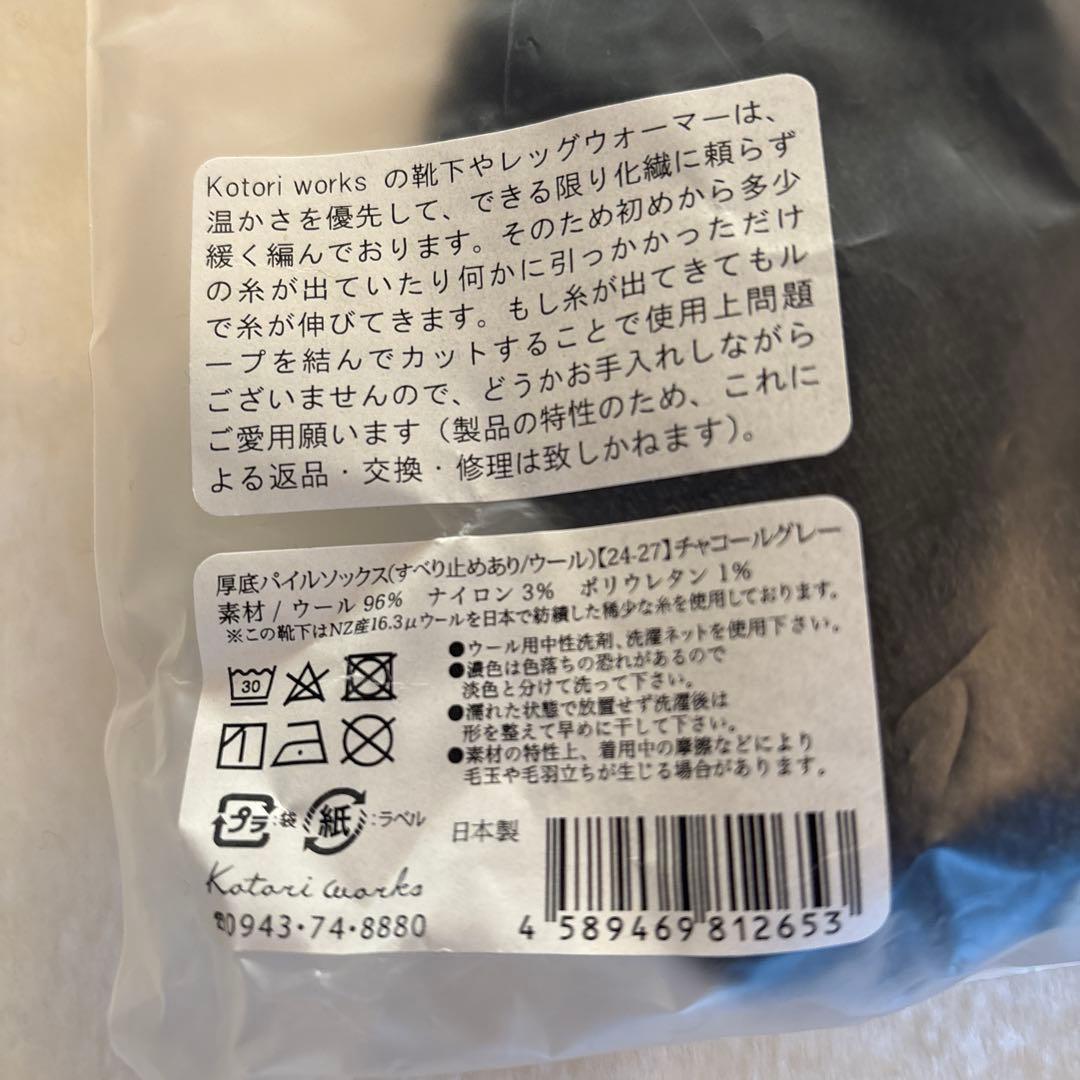 Kotori works の靴下やレッグウォーマーは、
温かさを優先して、できる限り化繊に頼らず
緩く編んでおります。そのため初めから多少
の糸が出ていたり何かに引っかかっただけ
で糸が伸びてきます。もし糸が出てきてもル
ープを結んでカットすることで使用上問題
ございませんので、どうかお手入れしながら
ご愛用願います（製品の特性のため、これに
よる返品・交換・修理は致しかねます）。
厚底パイルソックス(すべり止めあり/ウール)【24-27】チャコールグレー
素材 / ウール 96% ナイロン 3% ポリウレタン 1%
※この靴下はNZ産16.3μウールを日本で紡績した稀少な糸を使用しております。
●ウール用中性洗剤、洗濯ネットを使用下さい。
●濃色は色落ちの恐れがあるので
淡色と分けて洗って下さい。
●濡れた状態で放置せず洗濯後は
形を整えて早めに干して下さい。
●素材の特性上、着用中の摩擦などにより
毛玉や毛羽立ちが生じる場合があります。
30
プラ:袋 紙:ラベル
日本製
Kotori works
☎0943・74・8880
4 589469 812653